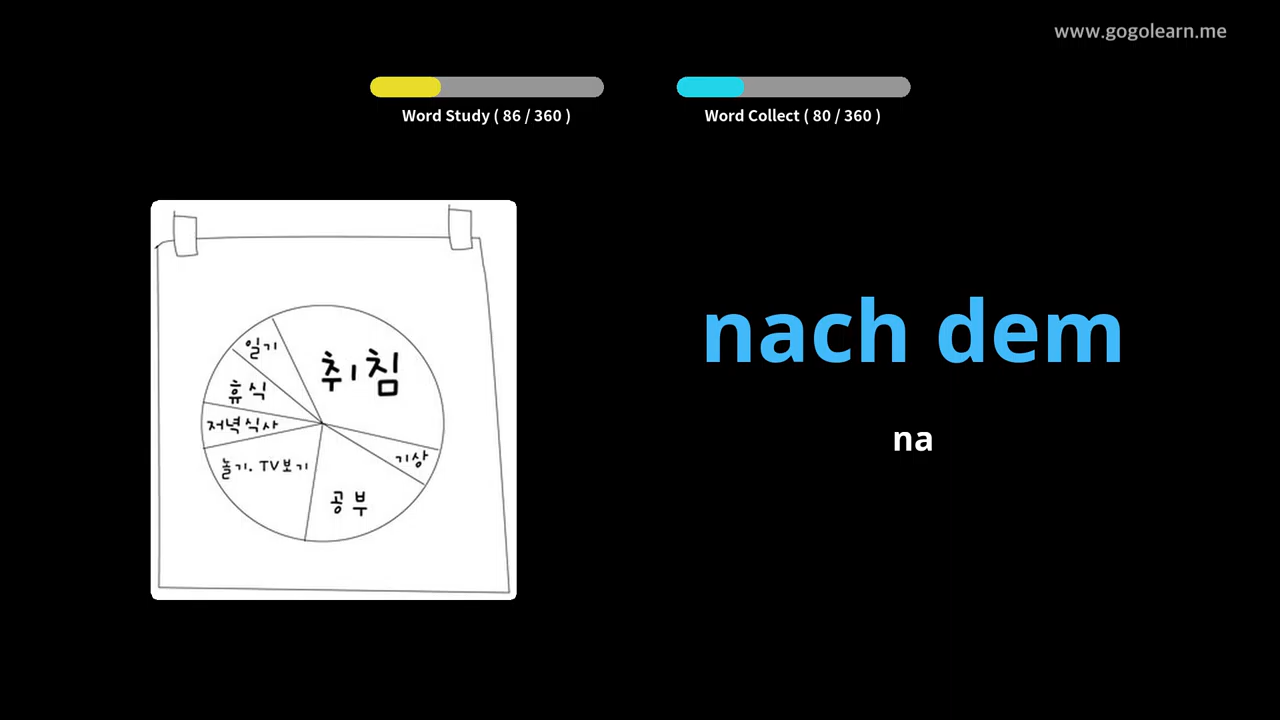 www.gogolearn.me
Word Study ( 86 / 360 )
Word Collect ( 80 / 360 )
일기
취침
휴식
저녁식사
기상
놀기. TV보기
공부
nach dem
na